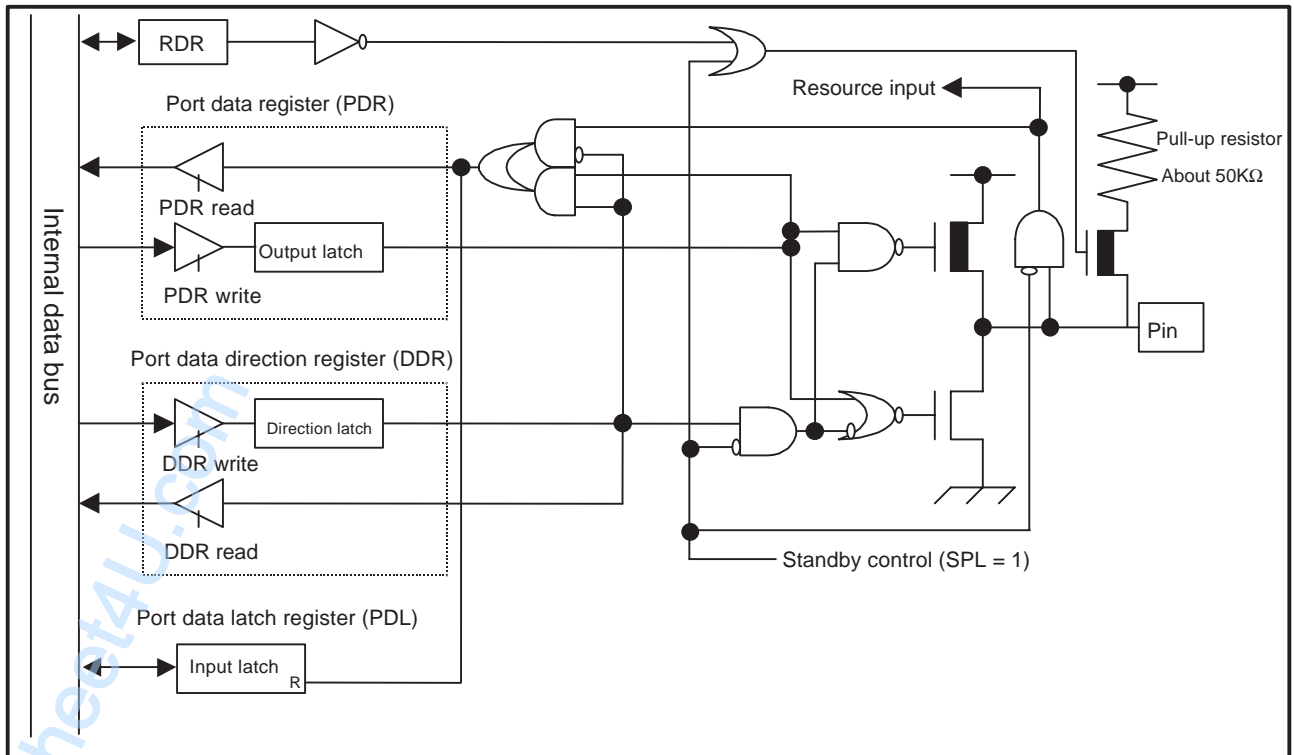 RDR
Port data register (PDR)
Resource input
Pull-up resistor
About 50KΩ
PDR read
Output latch
PDR write
Internal data bus
Pin
Port data direction register (DDR)
Direction latch
DDR write
DDR read
Standby control (SPL = 1)
Port data latch register (PDL)
Input latch
R
heet4U.com